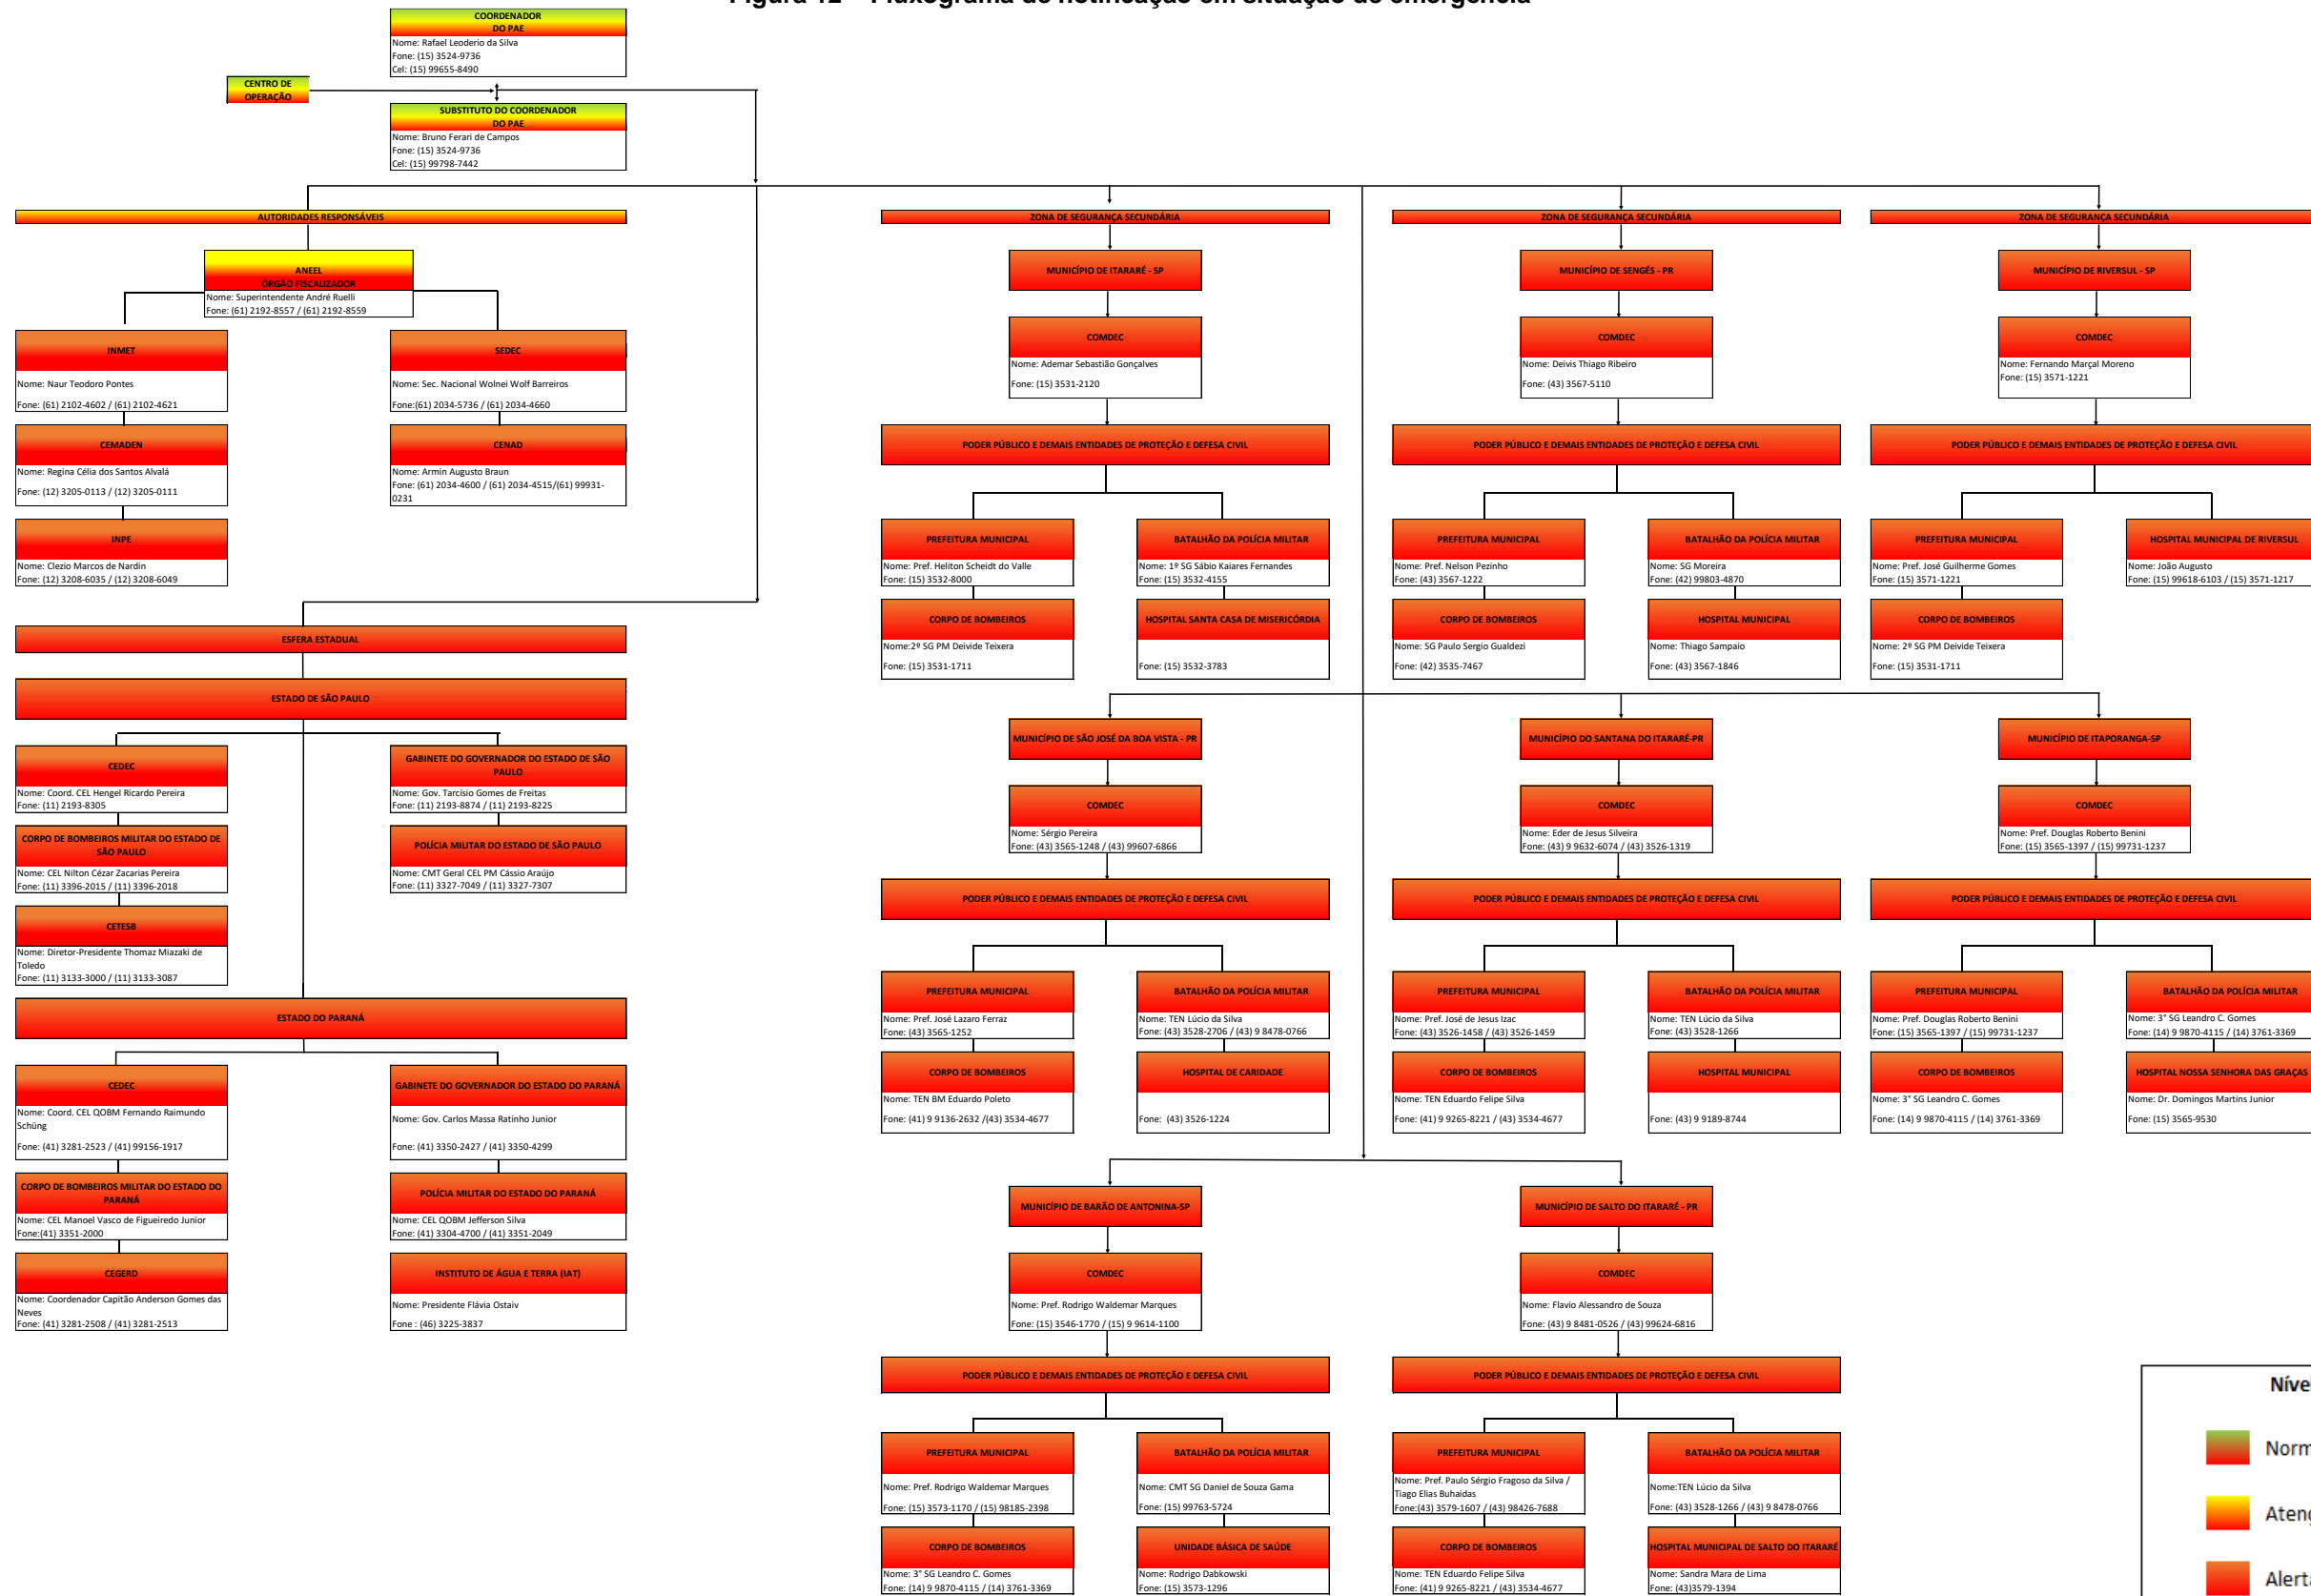 COORDENADOR
DO PAE
Nome: Rafael Leoderio da Silva
Fone: (15) 3524-9736
Cel: (15) 99655-8490
CENTRO DE
OPERAÇÃO
SUBSTITUTO DO COORDENADOR
DO PAE
Nome: Bruno Ferari de Campos
Fone: (15) 3524-9736
Cel: (15) 99798-7442
AUTORIDADES RESPONSÁVEIS
ANEEL
ÓRGÃO FISCALIZADOR
Nome: Superintendente André Ruelli
Fone: (61) 2192-8557 / (61) 2192-8559
INMET
Nome: Naur Teodoro Pontes
Fone: (61) 2102-4602 / (61) 2102-4621
SEDEC
Nome: Sec. Nacional Wolnei Wolf Barreiros
Fone:(61) 2034-5736 / (61) 2034-4660
CEMADEN
Nome: Regina Célia dos Santos Alvalá
Fone: (12) 3205-0113 / (12) 3205-0111
CENAD
Nome: Armin Augusto Braun
Fone: (61) 2034-4600 / (61) 2034-4515/(61) 99931-
0231
INPE
Nome: Clezio Marcos de Nardin
Fone: (12) 3208-6035 / (12) 3208-6049
ESFERA ESTADUAL
ESTADO DE SÃO PAULO
CEDEC
Nome: Coord. CEL Hengel Ricardo Pereira
Fone: (11) 2193-8305
GABINETE DO GOVERNADOR DO ESTADO DE SÃO
PAULO
Nome: Gov. Tarcísio Gomes de Freitas
Fone: (11) 2193-8874 / (11) 2193-8225
CORPO DE BOMBEIROS MILITAR DO ESTADO DE
SÃO PAULO
Nome: CEL Nilton Cézar Zacarias Pereira
Fone: (11) 3396-2015 / (11) 3396-2018
POLÍCIA MILITAR DO ESTADO DE SÃO PAULO
Nome: CMT Geral CEL PM Cássio Araújo
Fone: (11) 3327-7049 / (11) 3327-7307
CETESB
Nome: Diretor-Presidente Thomaz Miazaki de
Toledo
Fone: (11) 3133-3000 / (11) 3133-3087
ESTADO DO PARANÁ
CEDEC
Nome: Coord. CEL QOBM Fernando Raimundo
Schüng
Fone: (41) 3281-2523 / (41) 99156-1917
GABINETE DO GOVERNADOR DO ESTADO DO PARANÁ
Nome: Gov. Carlos Massa Ratinho Junior
Fone: (41) 3350-2427 / (41) 3350-4299
CORPO DE BOMBEIROS MILITAR DO ESTADO DO
PARANÁ
Nome: CEL Manoel Vasco de Figueiredo Junior
Fone:(41) 3351-2000
POLÍCIA MILITAR DO ESTADO DO PARANÁ
Nome: CEL QOBM Jefferson Silva
Fone: (41) 3304-4700 / (41) 3351-2049
CEGERD
Nome: Coordenador Capitão Anderson Gomes das
Neves
Fone: (41) 3281-2508 / (41) 3281-2513
INSTITUTO DE ÁGUA E TERRA (IAT)
Nome: Presidente Flávia Ostaiv
Fone : (46) 3225-3837
ZONA DE SEGURANÇA SECUNDÁRIA
MUNICÍPIO DE ITARARÉ - SP
COMDEC
Nome: Ademar Sebastião Gonçalves
Fone: (15) 3531-2120
PODER PÚBLICO E DEMAIS ENTIDADES DE PROTEÇÃO E DEFESA CIVIL
PREFEITURA MUNICIPAL
Nome: Pref. Heliton Scheidt do Valle
Fone: (15) 3532-8000
BATALHÃO DA POLÍCIA MILITAR
Nome: 1º SG Sábio Kaiares Fernandes
Fone: (15) 3532-4155
CORPO DE BOMBEIROS
Nome:2º SG PM Deivide Teixera
Fone: (15) 3531-1711
HOSPITAL SANTA CASA DE MISERICÓRDIA
Fone: (15) 3532-3783
ZONA DE SEGURANÇA SECUNDÁRIA
MUNICÍPIO DE SENGÉS - PR
COMDEC
Nome: Deivis Thiago Ribeiro
Fone: (43) 3567-5110
PODER PÚBLICO E DEMAIS ENTIDADES DE PROTEÇÃO E DEFESA CIVIL
PREFEITURA MUNICIPAL
Nome: Pref. Nelson Pezinho
Fone: (43) 3567-1222
BATALHÃO DA POLÍCIA MILITAR
Nome: SG Moreira
Fone: (42) 99803-4870
CORPO DE BOMBEIROS
Nome: SG Paulo Sergio Gualdezi
Fone: (42) 3535-7467
HOSPITAL MUNICIPAL
Nome: Thiago Sampaio
Fone: (43) 3567-1846
ZONA DE SEGURANÇA SECUNDÁRIA
MUNICÍPIO DE RIVERSUL - SP
COMDEC
Nome: Fernando Marçal Moreno
Fone: (15) 3571-1221
PODER PÚBLICO E DEMAIS ENTIDADES DE PROTEÇÃO E DEFESA CIVIL
PREFEITURA MUNICIPAL
Nome: Pref. José Guilherme Gomes
Fone: (15) 3571-1221
HOSPITAL MUNICIPAL DE RIVERSUL
Nome: João Augusto
Fone: (15) 99618-6103 / (15) 3571-1217
CORPO DE BOMBEIROS
Nome: 2º SG PM Deivide Teixera
Fone: (15) 3531-1711
MUNICÍPIO DE SÃO JOSÉ DA BOA VISTA - PR
COMDEC
Nome: Sérgio Pereira
Fone: (43) 3565-1248 / (43) 99607-6866
PODER PÚBLICO E DEMAIS ENTIDADES DE PROTEÇÃO E DEFESA CIVIL
PREFEITURA MUNICIPAL
Nome: Pref. José Lazaro Ferraz
Fone: (43) 3565-1252
BATALHÃO DA POLÍCIA MILITAR
Nome: TEN Lúcio da Silva
Fone: (43) 3528-2706 / (43) 9 8478-0766
CORPO DE BOMBEIROS
Nome: TEN BM Eduardo Poleto
Fone: (41) 9 9136-2632 /(43) 3534-4677
HOSPITAL DE CARIDADE
Fone: (43) 3526-1224
MUNICÍPIO DO SANTANA DO ITARARÉ-PR
COMDEC
Nome: Eder de Jesus Silveira
Fone: (43) 9 9632-6074 / (43) 3526-1319
PODER PÚBLICO E DEMAIS ENTIDADES DE PROTEÇÃO E DEFESA CIVIL
PREFEITURA MUNICIPAL
Nome: Pref. José de Jesus Izac
Fone: (43) 3526-1458 / (43) 3526-1459
BATALHÃO DA POLÍCIA MILITAR
Nome: TEN Lúcio da Silva
Fone: (43) 3528-1266
CORPO DE BOMBEIROS
Nome: TEN Eduardo Felipe Silva
Fone: (41) 9 9265-8221 / (43) 3534-4677
HOSPITAL MUNICIPAL
Fone: (43) 9 9189-8744
MUNICÍPIO DE ITAPORANGA-SP
COMDEC
Nome: Pref. Douglas Roberto Benini
Fone: (15) 3565-1397 / (15) 99731-1237
PODER PÚBLICO E DEMAIS ENTIDADES DE PROTEÇÃO E DEFESA CIVIL
PREFEITURA MUNICIPAL
Nome: Pref. Douglas Roberto Benini
Fone: (15) 3565-1397 / (15) 99731-1237
BATALHÃO DA POLÍCIA MILITAR
Nome: 3° SG Leandro C. Gomes
Fone: (14) 9 9870-4115 / (14) 3761-3369
CORPO DE BOMBEIROS
Nome: 3° SG Leandro C. Gomes
Fone: (14) 9 9870-4115 / (14) 3761-3369
HOSPITAL NOSSA SENHORA DAS GRAÇAS
Nome: Dr. Domingos Martins Junior
Fone: (15) 3565-9530
MUNICÍPIO DE BARÃO DE ANTONINA-SP
COMDEC
Nome: Pref. Rodrigo Waldemar Marques
Fone: (15) 3546-1770 / (15) 9 9614-1100
PODER PÚBLICO E DEMAIS ENTIDADES DE PROTEÇÃO E DEFESA CIVIL
PREFEITURA MUNICIPAL
Nome: Pref. Rodrigo Waldemar Marques
Fone: (15) 3573-1170 / (15) 98185-2398
BATALHÃO DA POLÍCIA MILITAR
Nome: CMT SG Daniel de Souza Gama
Fone: (15) 99763-5724
CORPO DE BOMBEIROS
Nome: 3° SG Leandro C. Gomes
Fone: (14) 9 9870-4115 / (14) 3761-3369
UNIDADE BÁSICA DE SAÚDE
Nome: Rodrigo Dabkowski
Fone: (15) 3573-1296
MUNICÍPIO DE SALTO DO ITARARÉ - PR
COMDEC
Nome: Flavio Alessandro de Souza
Fone: (43) 9 8481-0526 / (43) 99624-6816
PODER PÚBLICO E DEMAIS ENTIDADES DE PROTEÇÃO E DEFESA CIVIL
PREFEITURA MUNICIPAL
Nome: Pref. Paulo Sérgio Fragoso da Silva /
Tiago Elias Buhaidas
Fone:(43) 3579-1607 / (43) 98426-7688
BATALHÃO DA POLÍCIA MILITAR
Nome:TEN Lúcio da Silva
Fone: (43) 3528-1266 / (43) 9 8478-0766
CORPO DE BOMBEIROS
Nome: TEN Eduardo Felipe Silva
Fone: (41) 9 9265-8221 / (43) 3534-4677
HOSPITAL MUNICIPAL DE SALTO DO ITARARÉ
Nome: Sandra Mara de Lima
Fone: (43)3579-1394